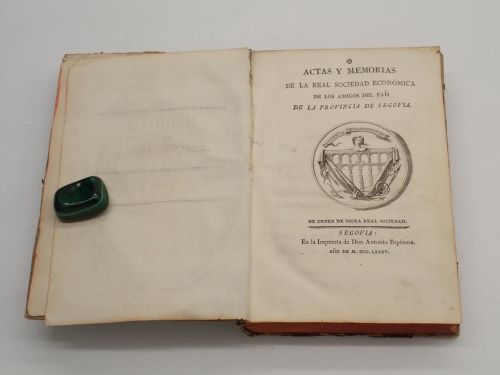 ACTAS Y MEMORIAS
DE LA REAL SOCIEDAD ECONÓMICA
DE LOS AMIGOS DEL PAÍS
DE LA PROVINCIA DE SEGOVIA.
DE ORDEN DE DICHA REAL SOCIEDAD.
SEGOVIA:
En la Imprenta de Don Antonio Espinosa.
AÑO DE M. DCC. LXXXV.